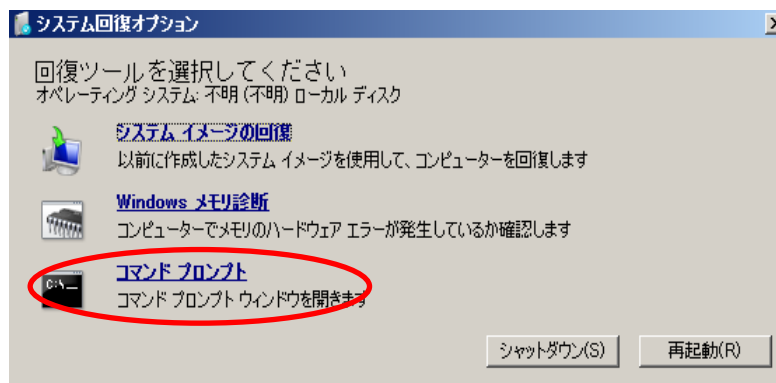 システム回復オプション
回復ツールを選択してください
オペレーティング システム: 不明 (不明) ローカル ディスク
システム イメージの回復
以前に作成したシステム イメージを使用して、コンピューターを回復します
Windows メモリ診断
コンピューターでメモリのハードウェア エラーが発生しているか確認します
C:\_
コマンド プロンプト
コマンド プロンプト ウィンドウを開きます
シャットダウン(S)
再起動(R)